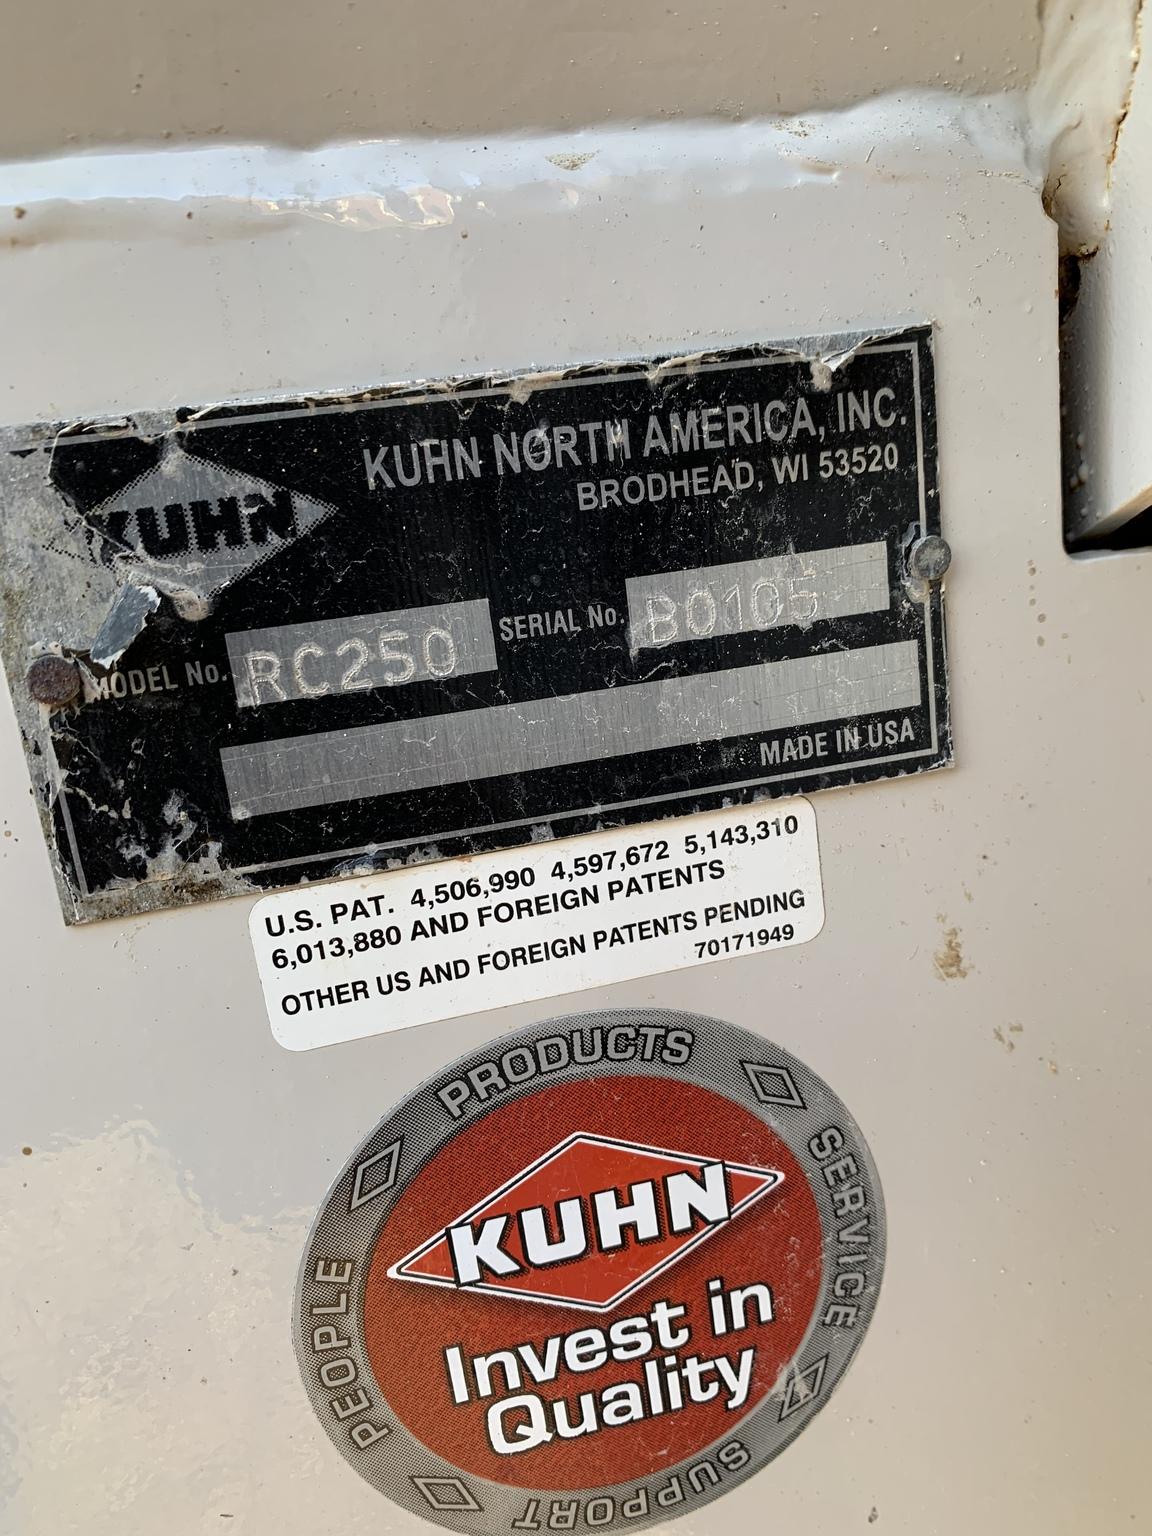 KUHN NORTH AMERICA, INC.
BRODHEAD, WI 53520
KUHN
MODEL No. RC250 SERIAL No. B0105
MADE IN USA
U.S. PAT. 4,506,990 4,597,672 5,143,310
6,013,880 AND FOREIGN PATENTS
OTHER US AND FOREIGN PATENTS PENDING
70171949
PRODUCTS
SERVICE
SUPPORT
PEOPLE
KUHN
Invest in
Quality